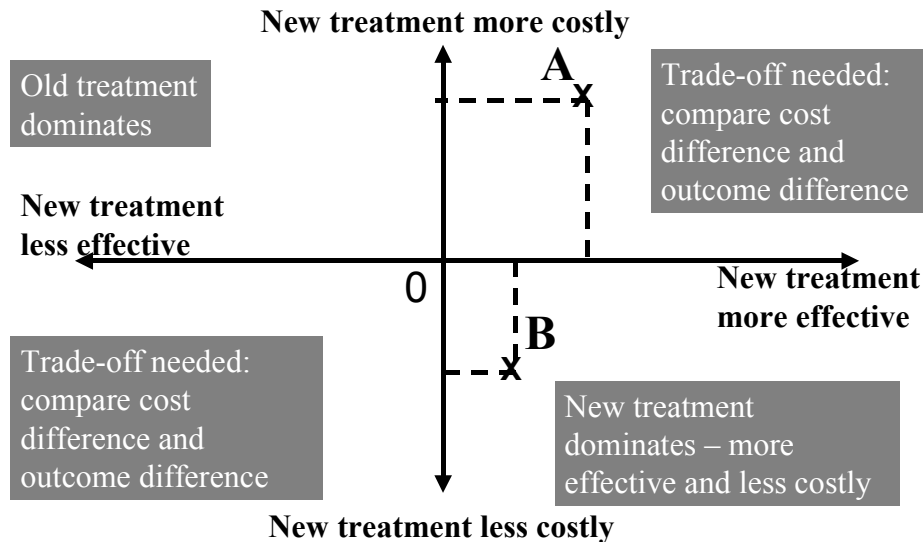 New treatment more costly
Old treatment
dominates
A
x
Trade-off needed:
compare cost
difference and
outcome difference
New treatment
less effective
0
New treatment
more effective
B
x
Trade-off needed:
compare cost
difference and
outcome difference
New treatment
dominates – more
effective and less costly
New treatment less costly